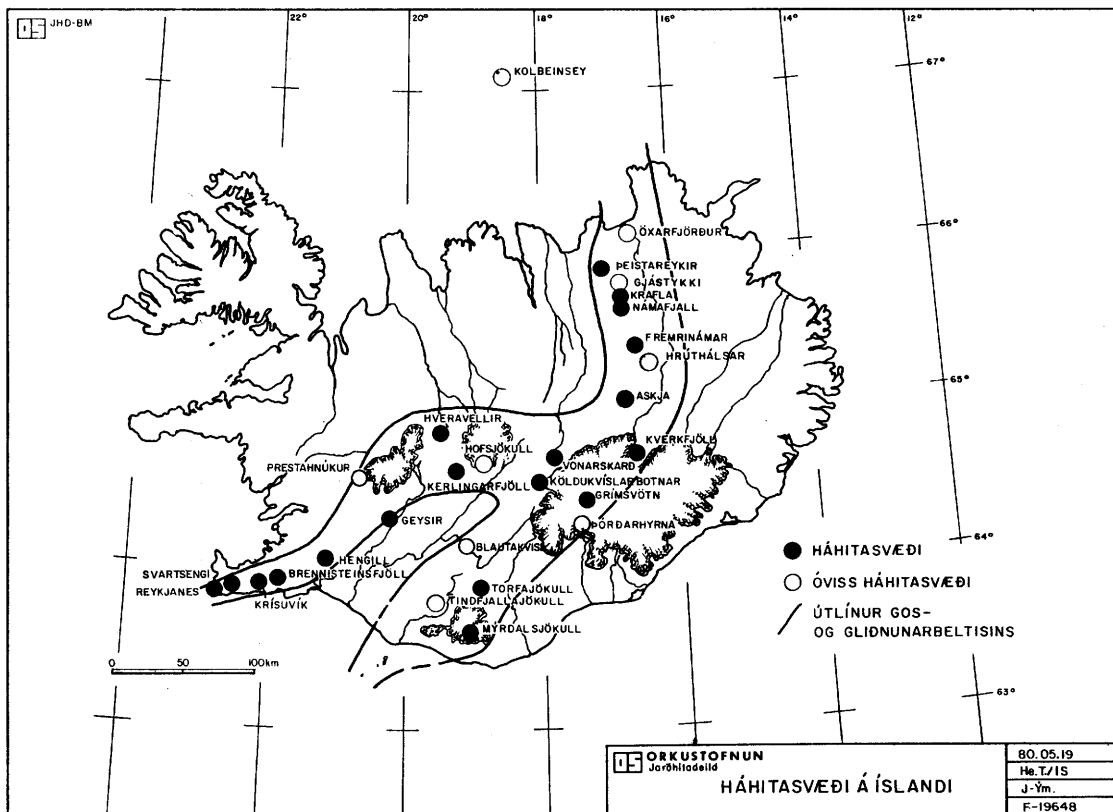 OS JHD-BM
22°
20°
18°
16°
14°
12°
67°
KOLBEINSEY
66°
ÖXARFJÖRÐUR
ÞEISTAREYKIR
GJÁSTYKKI
KRAFLA
NÁMAFJALL
FREMRINÁMAR
HRÚTHÁLSAR
65°
ASKJA
HVERAVELLIR
KVERKFJÖLL
HOFSJÖKULL
VONARSKARÐ
PRESTAHNÚKUR
KERLINGARFJÖLL
KÖLDUKVÍSLARBOTNAR
GRÍMSVÖTN
GEYSIR
ÞÓRÐARHYRNA
64°
BLAUTAKVÍSL
HENGILL
SVARTSENGI
BRENNISTEINSFJÖLL
REYKJANES
KRÍSUVÍK
TORFAJÖKULL
TINDFJALLAJÖKULL
MÝRDALSJÖKULL
HÁHITASVÆÐI
ÓVISS HÁHITASVÆÐI
ÚTLÍNUR GOS-
OG GLIÐNUNARBELTISINS
0 50 100km
63°
OS ORKUSTOFNUN
Jarðhitadeild
HÁHITASVÆÐI Á ÍSLANDI
80.05.19
He.T./IS
J-Ým.
F-19648